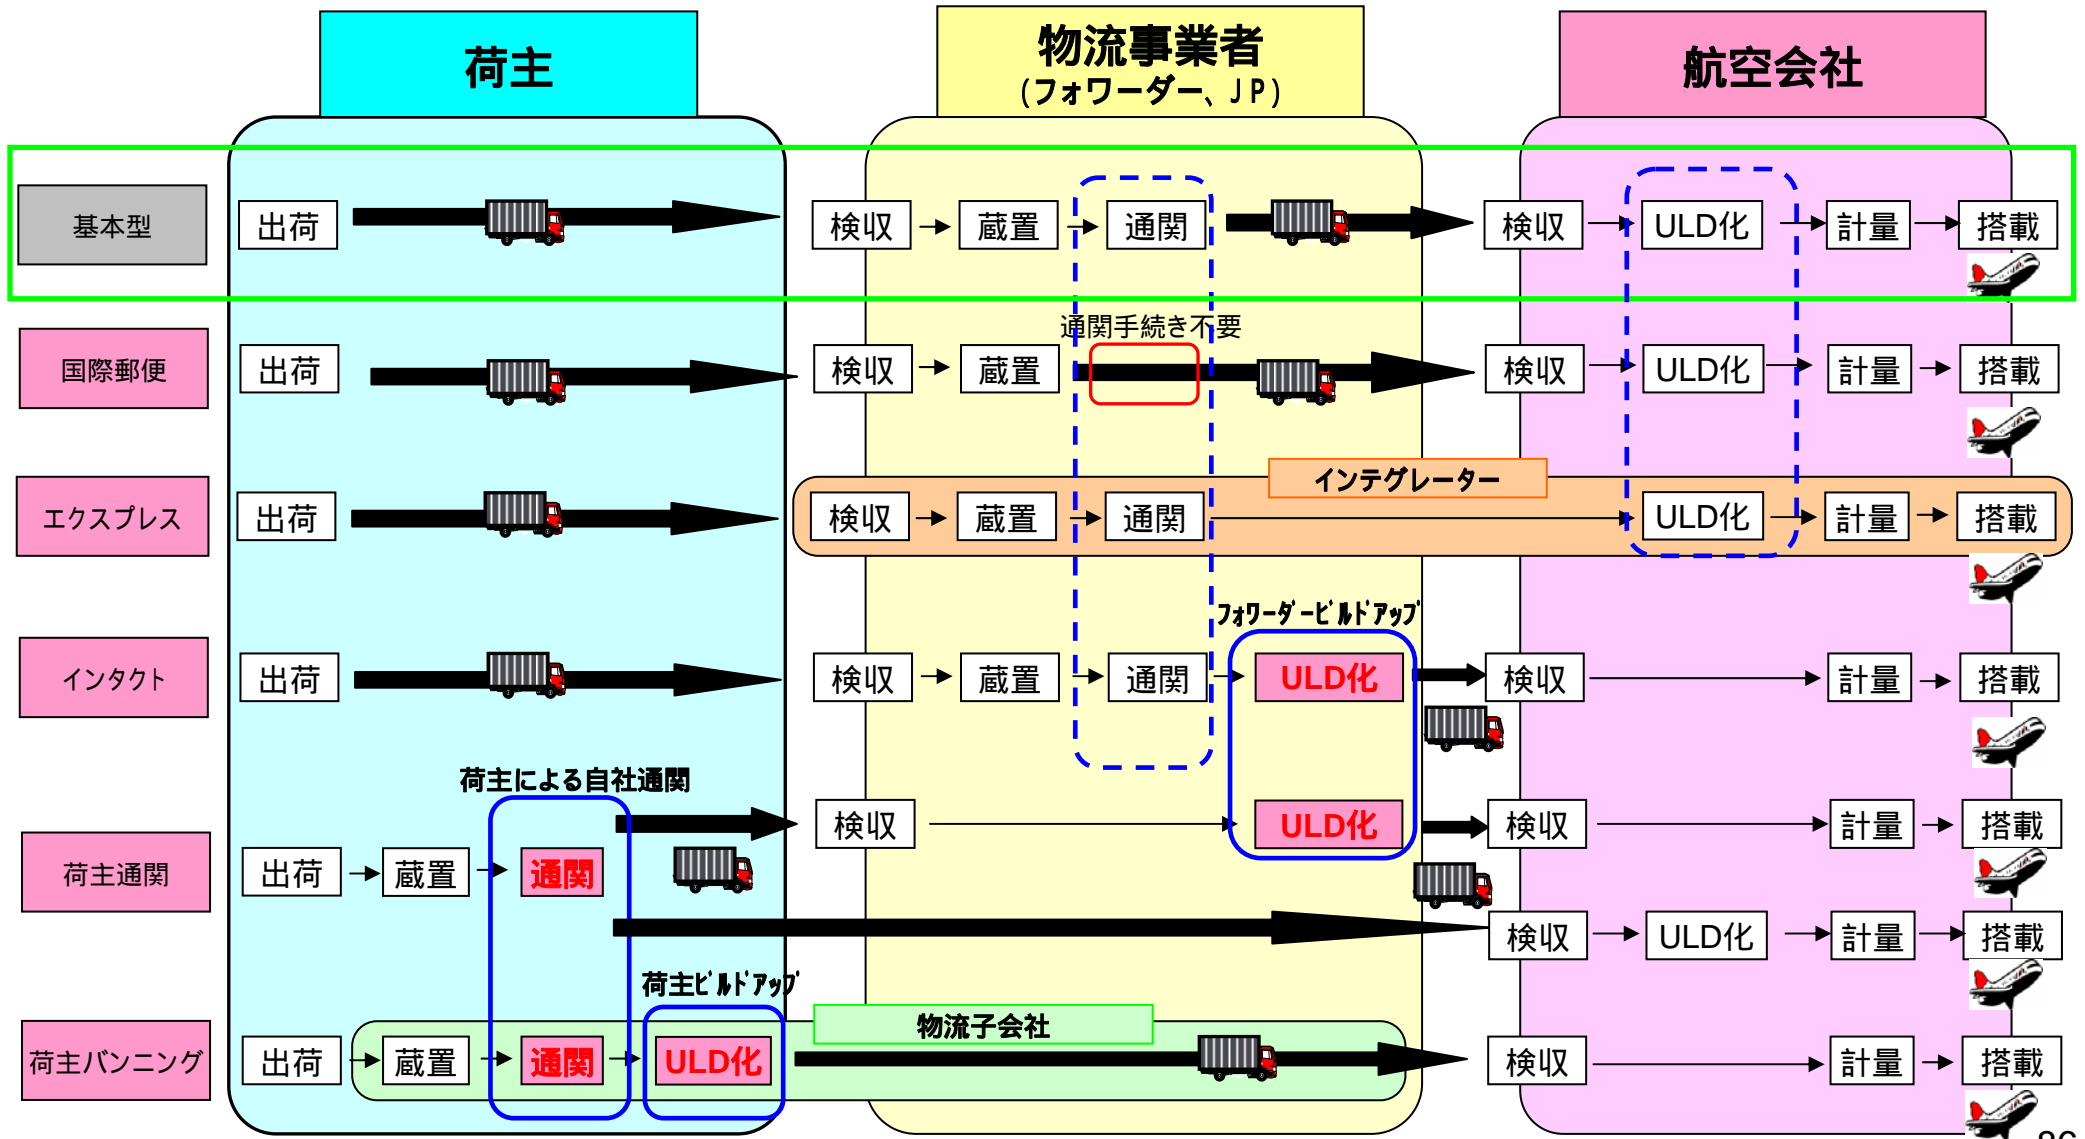 荷主
物流事業者
(フォワーダー、JP)
航空会社
基本型
出荷
検収
蔵置
通関
検収
ULD化
計量
搭載
通関手続き不要
国際郵便
出荷
検収
蔵置
検収
ULD化
計量
搭載
インテグレーター
エクスプレス
出荷
検収
蔵置
通関
ULD化
計量
搭載
フォワーダービルドアップ
インタクト
出荷
検収
蔵置
通関
ULD化
検収
計量
搭載
荷主による自社通関
検収
ULD化
検収
計量
搭載
荷主通関
出荷
蔵置
通関
検収
ULD化
計量
搭載
荷主ビルドアップ
物流子会社
荷主バンニング
出荷
蔵置
通関
ULD化
検収
計量
搭載